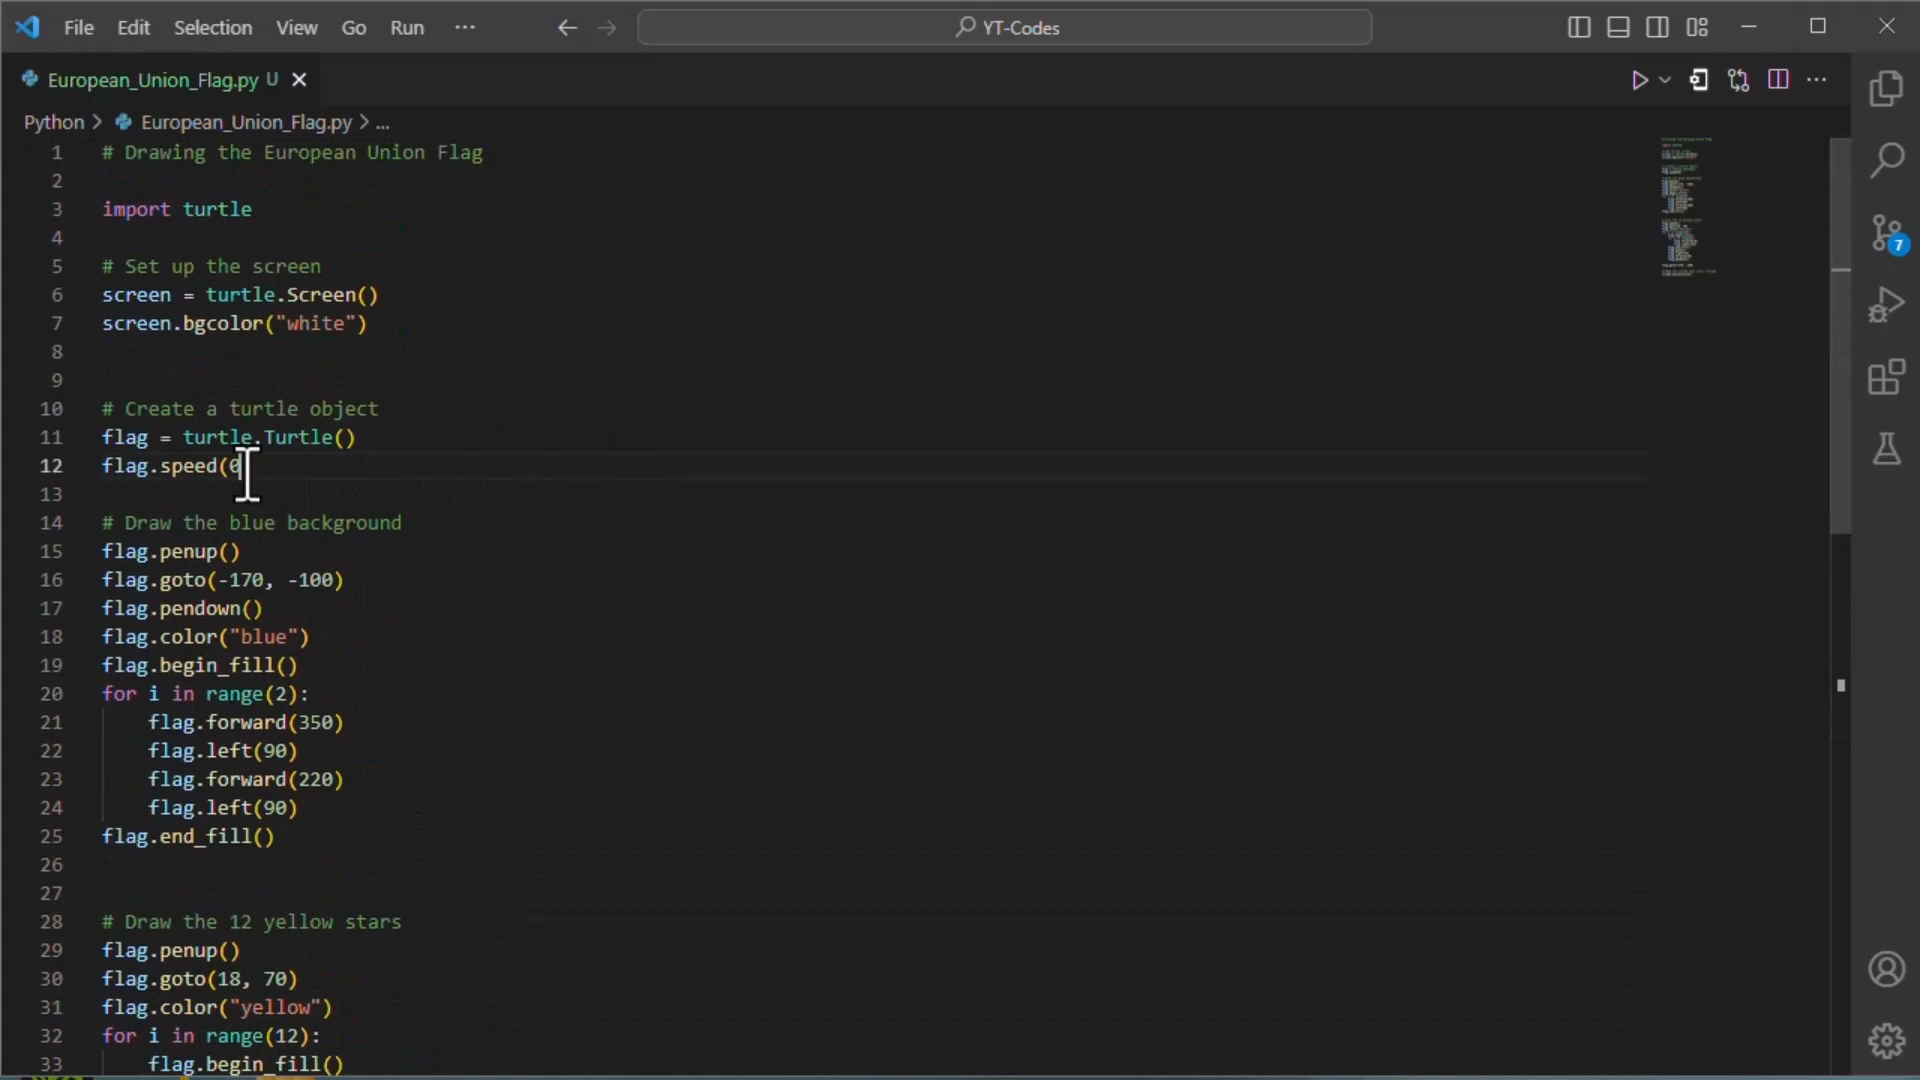 File Edit Selection View Go Run ··· ← → YT-Codes
European_Union_Flag.py U
Python > European_Union_Flag.py > ...
1 # Drawing the European Union Flag
2
3 import turtle
4
5 # Set up the screen
6 screen = turtle.Screen()
7 screen.bgcolor("white")
8
9
10 # Create a turtle object
11 flag = turtle.Turtle()
12 flag.speed(0
13
14 # Draw the blue background
15 flag.penup()
16 flag.goto(-170, -100)
17 flag.pendown()
18 flag.color("blue")
19 flag.begin_fill()
20 for i in range(2):
21     flag.forward(350)
22     flag.left(90)
23     flag.forward(220)
24     flag.left(90)
25 flag.end_fill()
26
27
28 # Draw the 12 yellow stars
29 flag.penup()
30 flag.goto(18, 70)
31 flag.color("yellow")
32 for i in range(12):
33     flag.begin_fill()
7